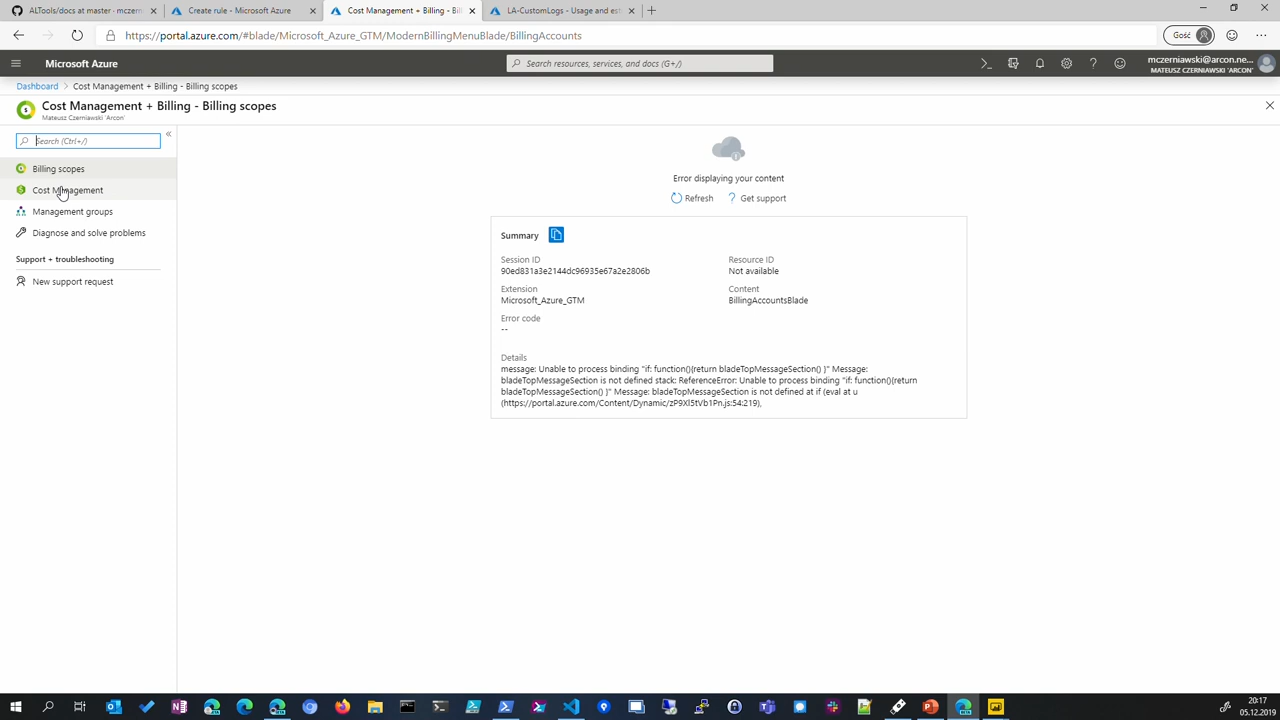 ALTools/docs at master · mczern
Create rule - Microsoft Azure
Cost Management + Billing - Bil
LA-CustomLogs - Usage and est
https://portal.azure.com/#blade/Microsoft_Azure_GTM/ModernBillingMenuBlade/BillingAccounts
Gość
Microsoft Azure
Search resources, services, and docs (G+/)
mczerniawski@arcon.ne...
MATEUSZ CZERNIAWSKI 'ARCON'
Dashboard
Cost Management + Billing - Billing scopes
Cost Management + Billing - Billing scopes
Mateusz Czerniawski 'Arcon'
Search (Ctrl+/)
Billing scopes
Cost Management
Management groups
Diagnose and solve problems
Support + troubleshooting
New support request
Error displaying your content
Refresh
Get support
Summary
Session ID
90ed831a3e2144dc96935e67a2e2806b
Resource ID
Not available
Extension
Microsoft_Azure_GTM
Content
BillingAccountsBlade
Error code
--
Details
message: Unable to process binding "if: function(){return bladeTopMessageSection() }" Message:
bladeTopMessageSection is not defined stack: ReferenceError: Unable to process binding "if: function(){return
bladeTopMessageSection() }" Message: bladeTopMessageSection is not defined at if (eval at u
(https://portal.azure.com/Content/Dynamic/zP9Xl5tVb1Pn.js:54:219),
20:17
05.12.2019